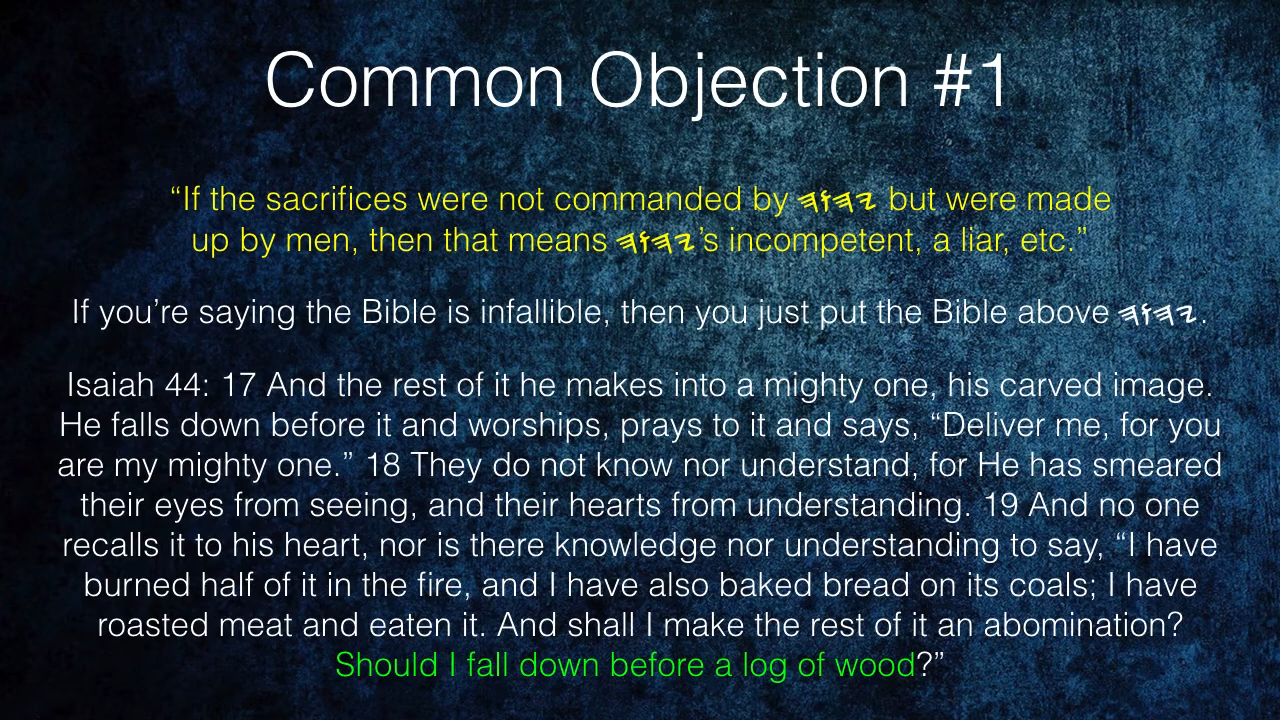 Common Objection #1
“If the sacrifices were not commanded by 𐤉𐤄𐤅𐤄 but were made
up by men, then that means 𐤉𐤄𐤅𐤄’s incompetent, a liar, etc.”
If you’re saying the Bible is infallible, then you just put the Bible above 𐤉𐤄𐤅𐤄.
Isaiah 44: 17 And the rest of it he makes into a mighty one, his carved image.
He falls down before it and worships, prays to it and says, “Deliver me, for you
are my mighty one.” 18 They do not know nor understand, for He has smeared
their eyes from seeing, and their hearts from understanding. 19 And no one
recalls it to his heart, nor is there knowledge nor understanding to say, “I have
burned half of it in the fire, and I have also baked bread on its coals; I have
roasted meat and eaten it. And shall I make the rest of it an abomination?
Should I fall down before a log of wood?”